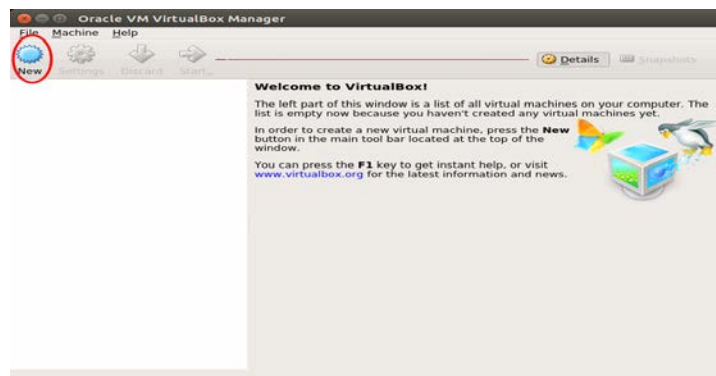 Oracle VM VirtualBox Manager
File Machine Help
New Settings Discard Start Details Snapshots
Welcome to VirtualBox!
The left part of this window is a list of all virtual machines on your computer. The
list is empty now because you haven't created any virtual machines yet.
In order to create a new virtual machine, press the New
button in the main tool bar located at the top of the
window.
You can press the F1 key to get instant help, or visit
www.virtualbox.org for the latest information and news.